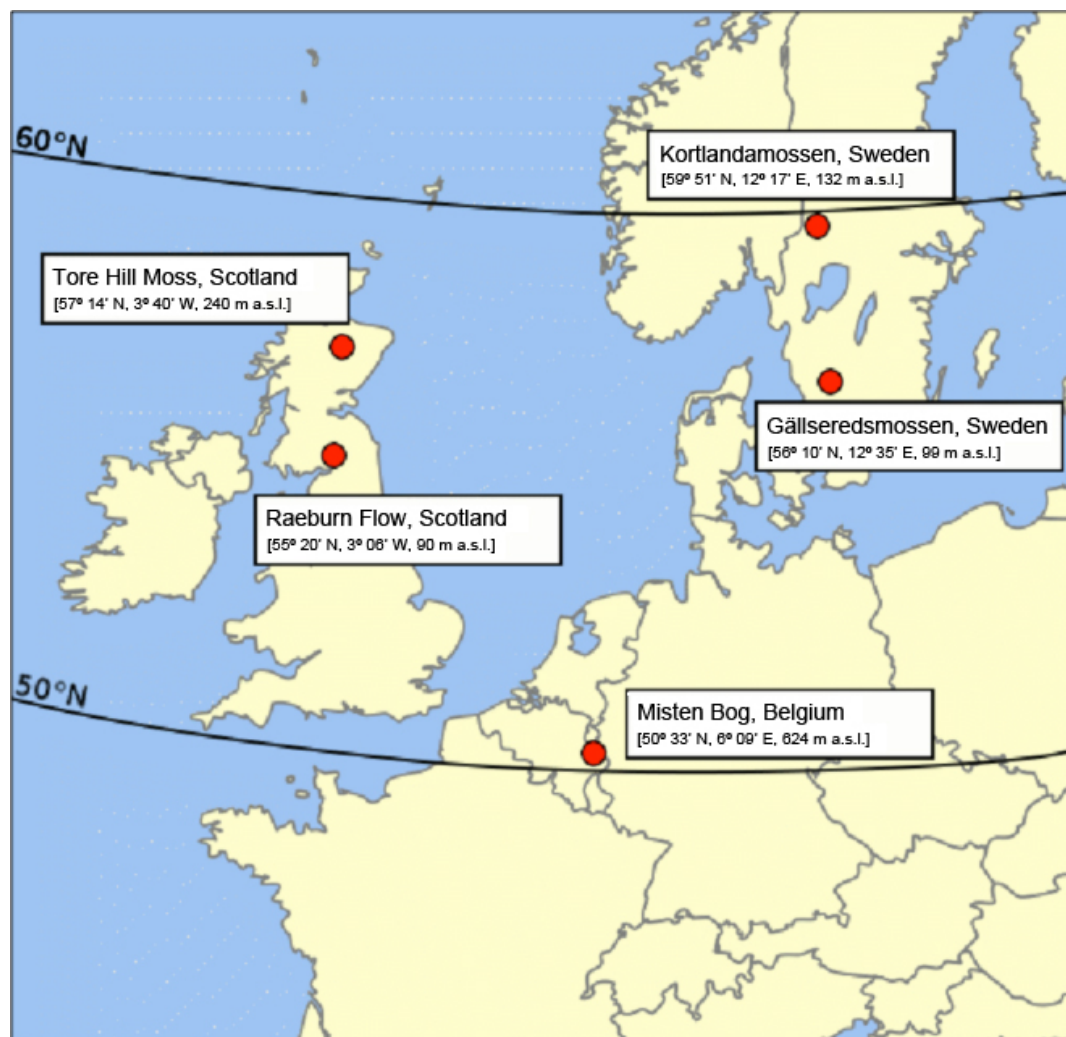 60°N
Kortlandamossen, Sweden
[59º 51' N, 12º 17' E, 132 m a.s.l.]
Tore Hill Moss, Scotland
[57º 14' N, 3º 40' W, 240 m a.s.l.]
Gällseredsmossen, Sweden
[56º 10' N, 12º 35' E, 99 m a.s.l.]
Raeburn Flow, Scotland
[55º 20' N, 3º 06' W, 90 m a.s.l.]
50°N
Misten Bog, Belgium
[50º 33' N, 6º 09' E, 624 m a.s.l.]